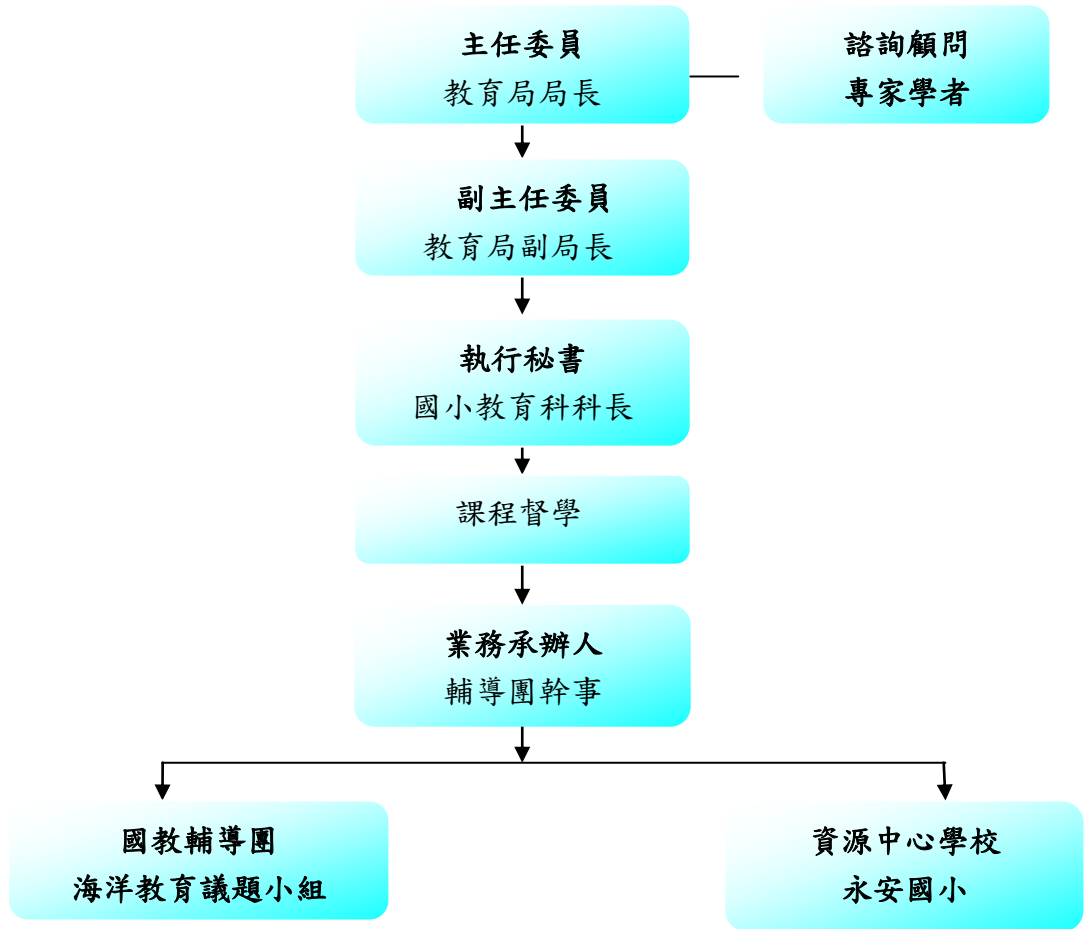 主任委員
教育局局長
諮詢顧問
專家學者
副主任委員
教育局副局長
執行秘書
國小教育科科長
課程督學
業務承辦人
輔導團幹事
國教輔導團
海洋教育議題小組
資源中心學校
永安國小